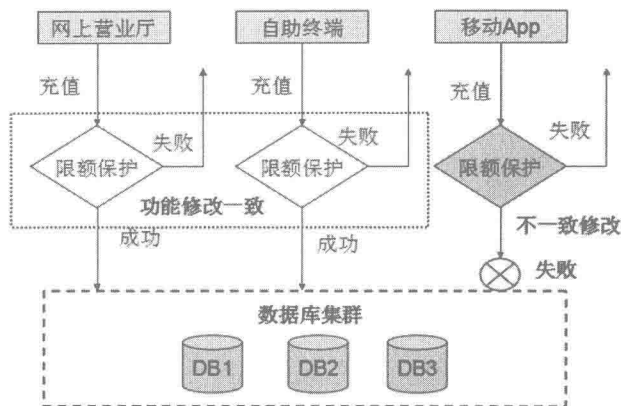 网上营业厅
自助终端
移动App
充值
充值
充值
失败
失败
失败
限额保护
限额保护
限额保护
功能修改一致
不一致修改
成功
成功
失败
数据库集群
DB1
DB2
DB3